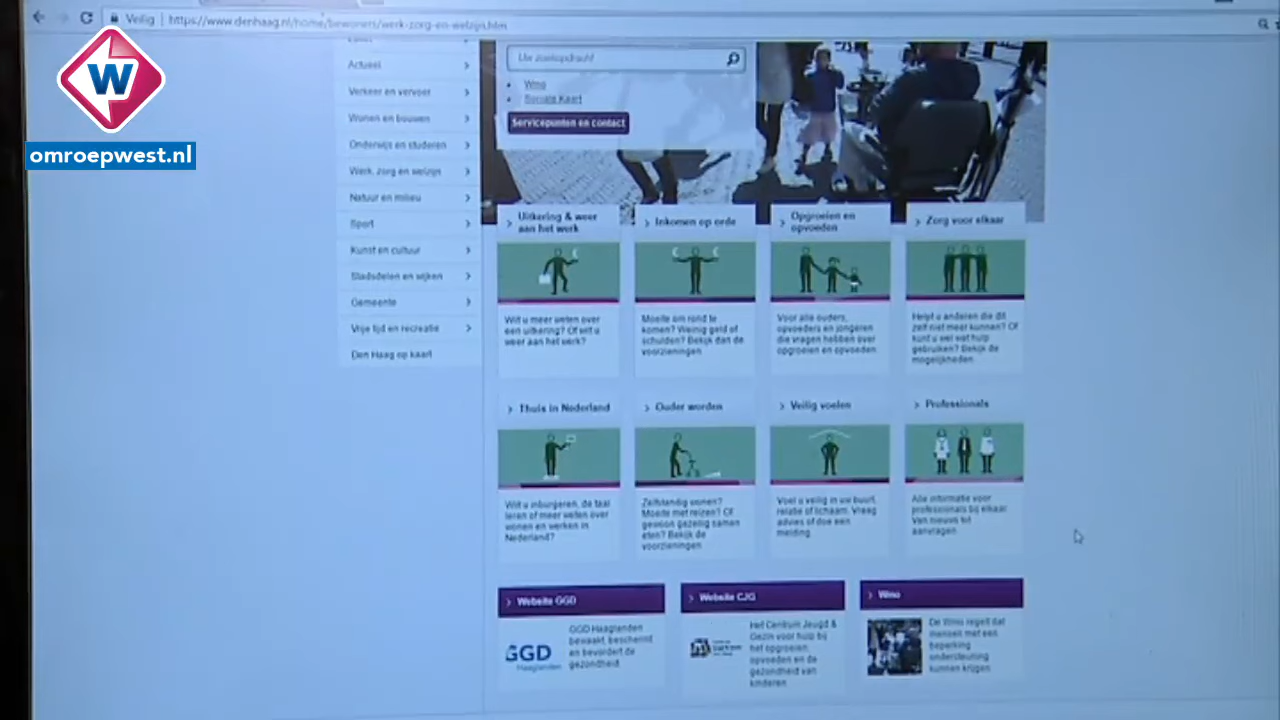 Veilig
https://www.denhaag.nl/home/bewoners/werk-zorg-en-welzijn.htm
W
omroepwest.nl
Actueel
Verkeer en vervoer
Wonen en bouwen
Onderwijs en studeren
Werk, zorg en welzijn
Natuur en milieu
Sport
Kunst en cultuur
Stadsdelen en wijken
Gemeente
Vrije tijd en recreatie
Den Haag op kaart
Uw zoekopdracht
Wmo
Sociale Kaart
Servicepunten en contact
Uitkering & weer
aan het werk
Wilt u meer weten over
een uitkering? Of wilt u
weer aan het werk?
Inkomen op orde
Moeite om rond te
komen? Weinig geld of
schulden? Bekijk dan de
voorzieningen
Opgroeien en
opvoeden
Voor alle ouders,
opvoeders en jongeren
die vragen hebben over
opgroeien en opvoeden
Zorg voor elkaar
Helpt u anderen die dit
zelf niet meer kunnen? Of
kunt u wel wat hulp
gebruiken? Bekijk de
mogelijkheden
Thuis in Nederland
Wilt u inburgeren, de taal
leren of meer weten over
wonen en werken in
Nederland?
Ouder worden
Zelfstandig wonen?
Moeite met reizen? Of
gewoon gezellig samen
eten? Bekijk de
voorzieningen
Veilig voelen
Voel u veilig in uw buurt,
relatie of lichaam. Vraag
advies of doe een
melding
Professionals
Alle informatie voor
professionals bij elkaar.
Van nieuws tot
aanvragen
Website GGD
GGD
Haaglanden
GGD Haaglanden
bewaakt, beschermt
en bevordert de
gezondheid
Website CJG
Het Centrum Jeugd &
Gezin voor hulp bij
het opgroeien,
opvoeden en de
gezondheid van
kinderen
Wmo
De Wmo regelt dat
mensen met een
beperking
ondersteuning
kunnen krijgen